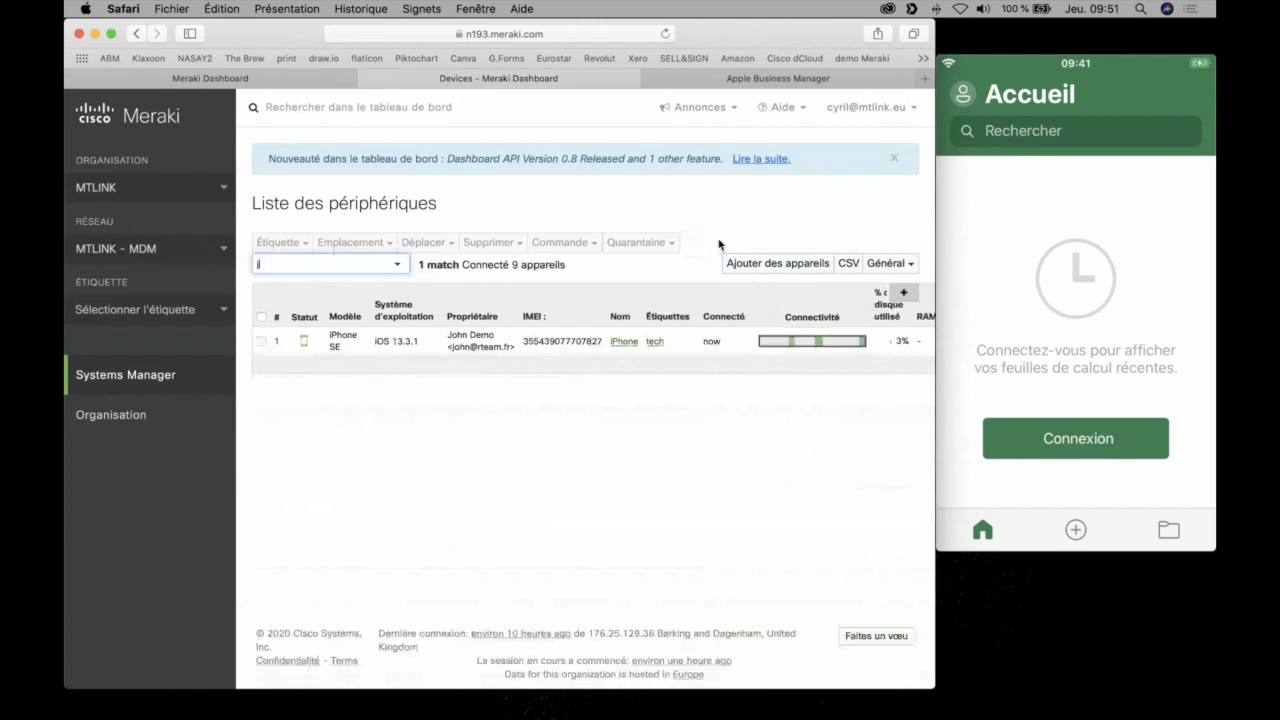 Safari Fichier Édition Présentation Historique Signets Fenêtre Aide 100 % Jeu. 09:51
n193.meraki.com
ABM Klaxoon NASAY2 The Brew print draw.io flaticon Piktochart Canva G.Forms Eurostar Revolut Xero SELL&SIGN Amazon Cisco dCloud demo Meraki
Meraki Dashboard Devices - Meraki Dashboard Apple Business Manager
cisco Meraki
Rechercher dans le tableau de bord Annonces Aide cyril@mtlink.eu
ORGANISATION
MTLINK
RÉSEAU
MTLINK - MDM
ÉTIQUETTE
Sélectionner l'étiquette
Systems Manager
Organisation
Nouveauté dans le tableau de bord : Dashboard API Version 0.8 Released and 1 other feature. Lire la suite.
Liste des périphériques
Étiquette Emplacement Déplacer Supprimer Commande Quarantaine
1 match Connecté 9 appareils
Ajouter des appareils CSV Général
# Statut Modèle Système d'exploitation Propriétaire IMEI : Nom Étiquettes Connecté Connectivité disque utilisé RAM
1 iPhone SE iOS 13.3.1 John Demo <john@rteam.fr> 355439077707827 iPhone tech now 3% -
© 2020 Cisco Systems, Inc.
Confidentialité - Terms
Dernière connexion: environ 10 heures ago de 176.25.129.36 Barking and Dagenham, United Kingdom
La session en cours a commencé: environ une heure ago
Data for this organization is hosted in Europe
Faites un vœu
09:41
Accueil
Rechercher
Connectez-vous pour afficher
vos feuilles de calcul récentes.
Connexion